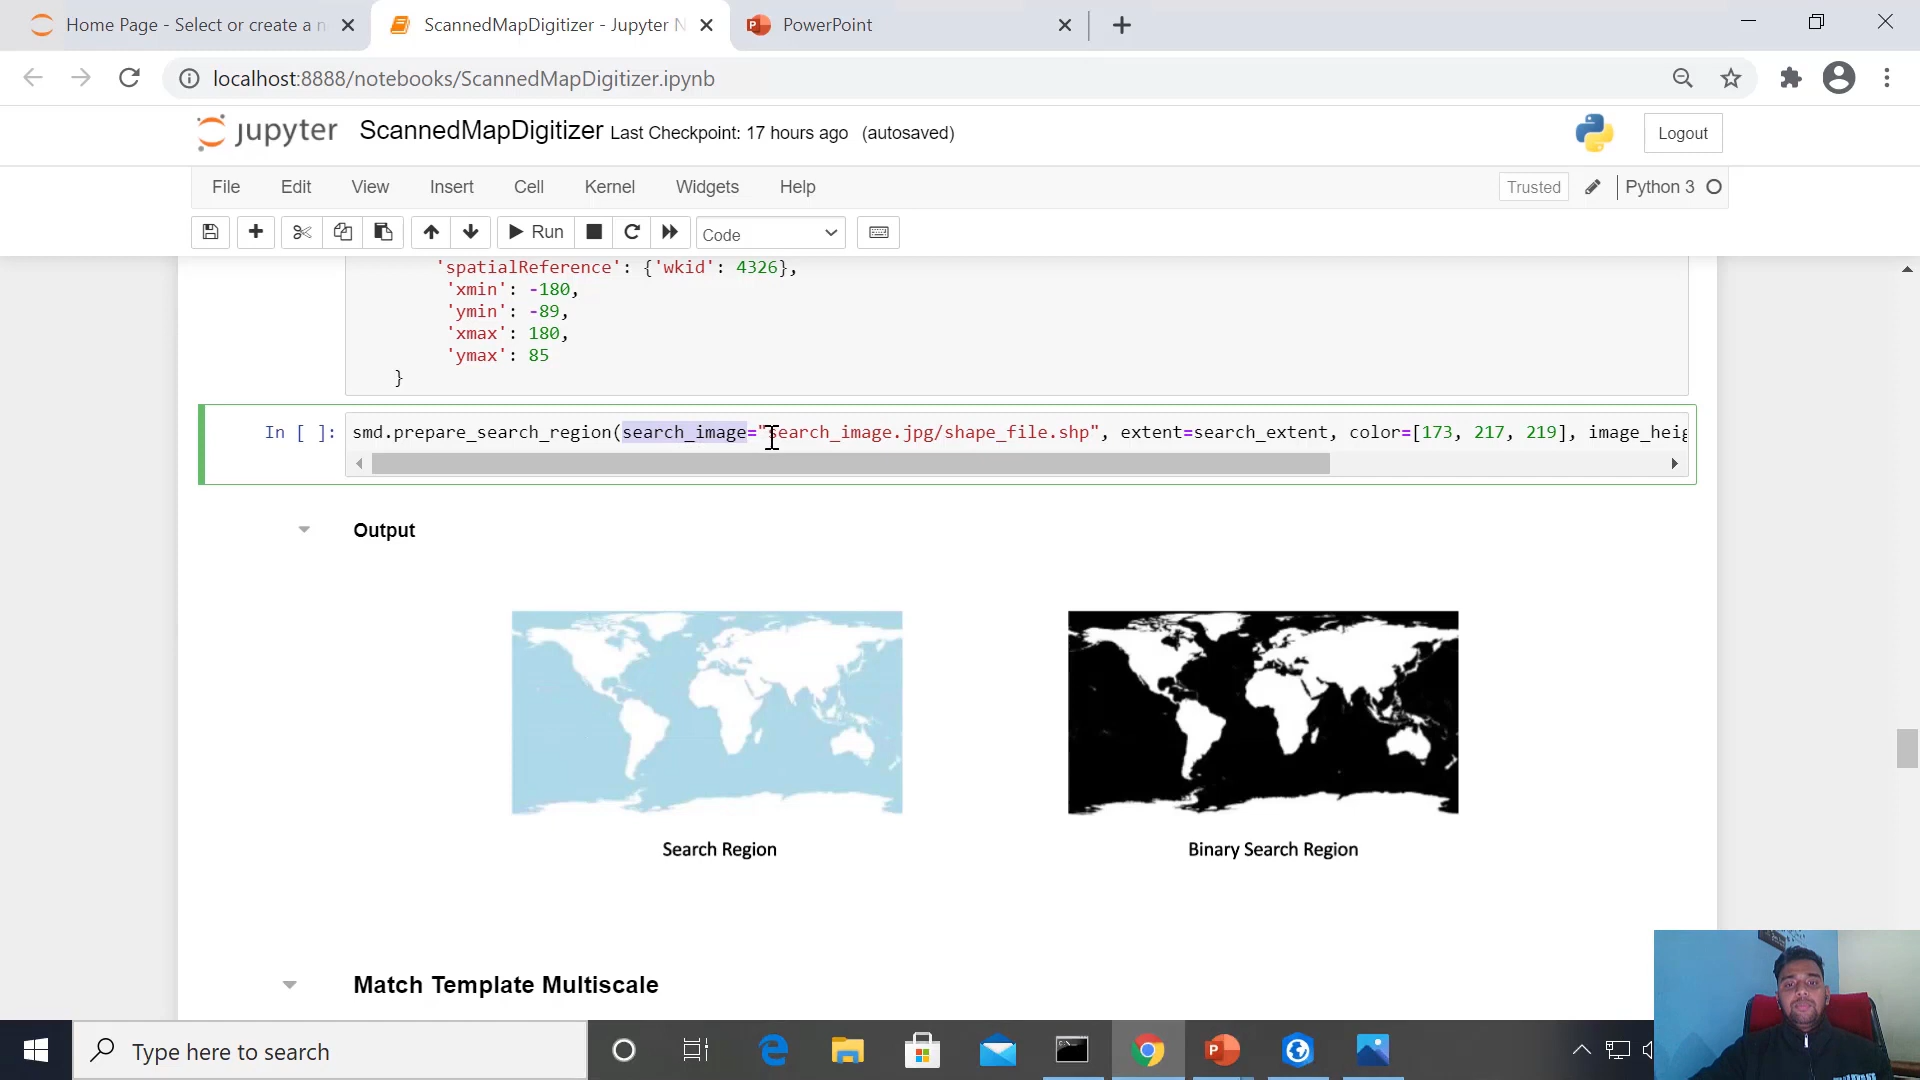 Home Page - Select or create a n
ScannedMapDigitizer - Jupyter N
PowerPoint
localhost:8888/notebooks/ScannedMapDigitizer.ipynb
jupyter ScannedMapDigitizer Last Checkpoint: 17 hours ago (autosaved)
Logout
File Edit View Insert Cell Kernel Widgets Help
Trusted
Python 3
Run
Code
'spatialReference': {'wkid': 4326},
'xmin': -180,
'ymin': -89,
'xmax': 180,
'ymax': 85
}
In [ ]: smd.prepare_search_region(search_image="search_image.jpg/shape_file.shp", extent=search_extent, color=[173, 217, 219], image_heig
Output
Search Region
Binary Search Region
Match Template Multiscale
Type here to search